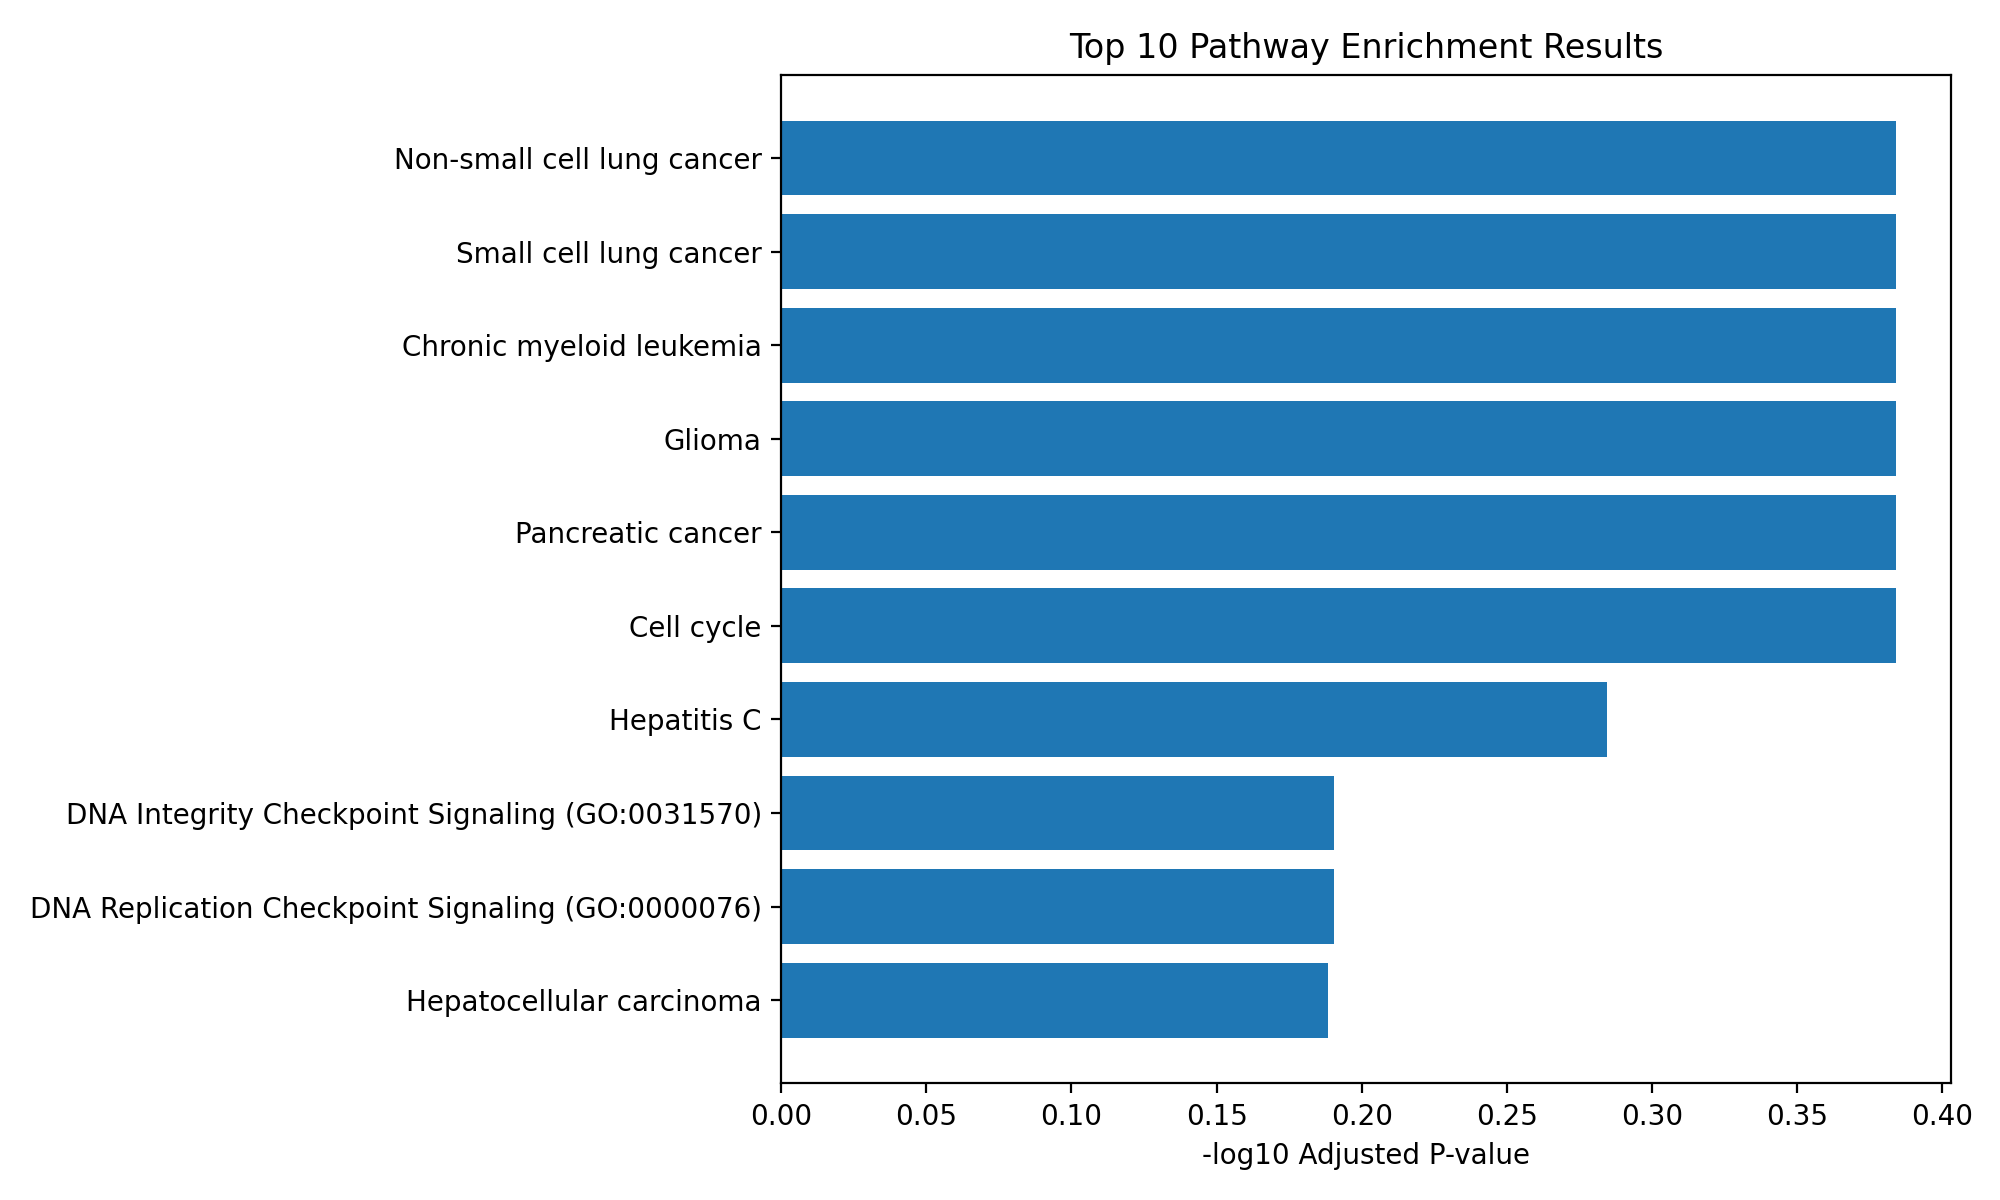 Top 10 Pathway Enrichment Results
Non-small cell lung cancer
Small cell lung cancer
Chronic myeloid leukemia
Glioma
Pancreatic cancer
Cell cycle
Hepatitis C
DNA Integrity Checkpoint Signaling (GO:0031570)
DNA Replication Checkpoint Signaling (GO:0000076)
Hepatocellular carcinoma
0.00 0.05 0.10 0.15 0.20 0.25 0.30 0.35 0.40
-log10 Adjusted P-value